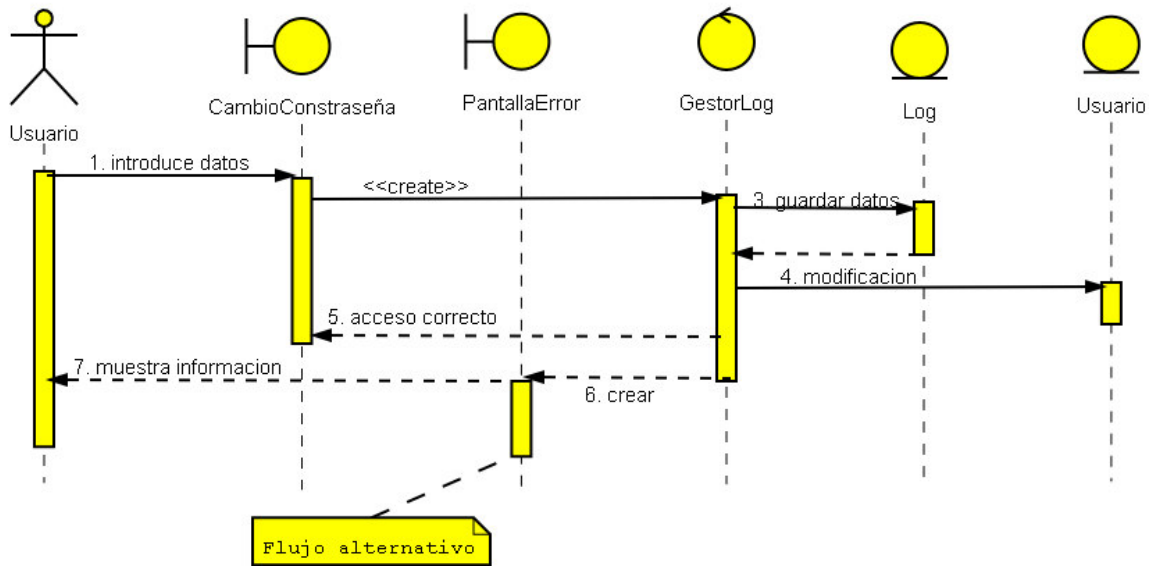 Usuario
CambioConstraseña
PantallaError
GestorLog
Log
Usuario
1. introduce datos
<<create>>
3. guardar datos
4. modificacion
5. acceso correcto
7. muestra informacion
6. crear
Flujo alternativo